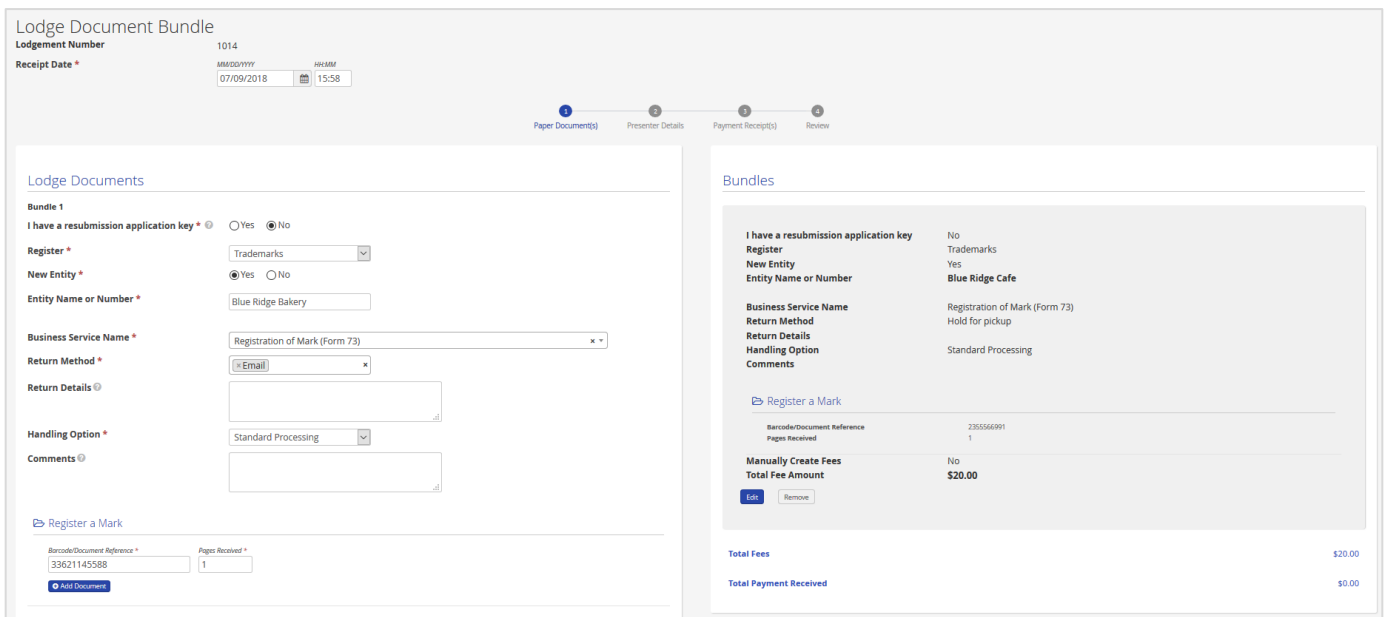 Lodge Document Bundle
Lodgement Number 1014
MM/DD/YYYY HH:MM
Receipt Date * 07/09/2018 15:58
1 2 3 4
Paper Document(s) Presenter Details Payment Receipt(s) Review
Lodge Documents
Bundle 1
I have a resubmission application key * ? Yes No
Register * Trademarks
New Entity * Yes No
Entity Name or Number * Blue Ridge Bakery
Business Service Name * Registration of Mark (Form 73) ×
Return Method * × Email ×
Return Details ?
Handling Option * Standard Processing
Comments ?
Register a Mark
Barcode/Document Reference * Pages Received *
33621145588 1
Add Document
Bundles
I have a resubmission application key No
Register Trademarks
New Entity Yes
Entity Name or Number Blue Ridge Cafe
Business Service Name Registration of Mark (Form 73)
Return Method Hold for pickup
Return Details
Handling Option Standard Processing
Comments
Register a Mark
Barcode/Document Reference 2355566991
Pages Received 1
Manually Create Fees No
Total Fee Amount $20.00
Edit Remove
Total Fees $20.00
Total Payment Received $0.00